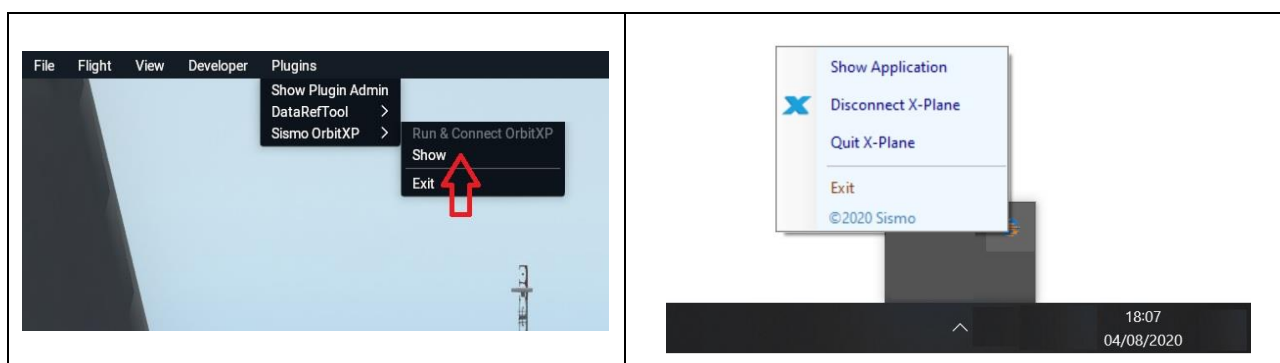 File Flight View Developer Plugins
Show Plugin Admin
DataRefTool >
Sismo OrbitXP >
Run & Connect OrbitXP
Show
Exit
Show Application
Disconnect X-Plane
Quit X-Plane
Exit
©2020 Sismo
18:07
04/08/2020